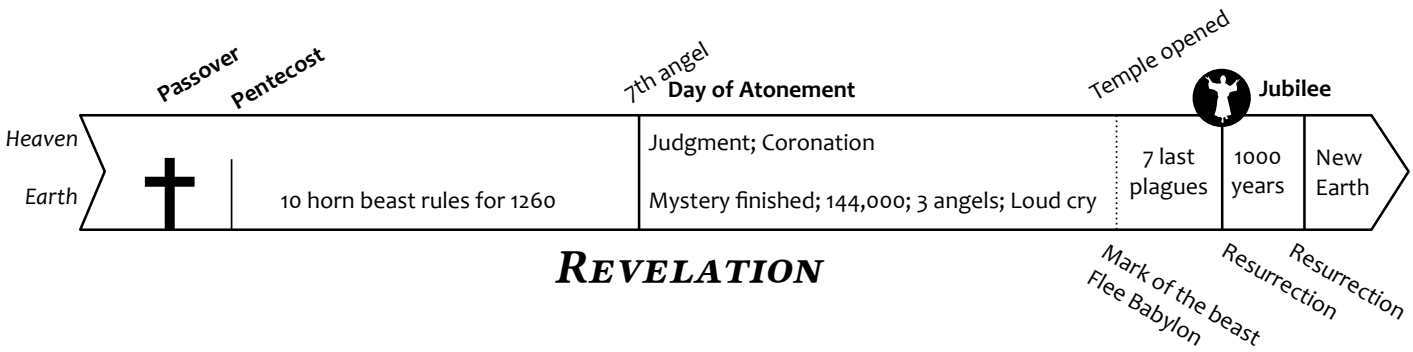 Passover
Pentecost
7th angel
Day of Atonement
Temple opened
Jubilee
Heaven
Judgment; Coronation
7 last
plagues
1000
years
New
Earth
Earth
10 horn beast rules for 1260
Mystery finished; 144,000; 3 angels; Loud cry
REVELATION
Mark of the beast
Flee Babylon
Resurrection
Resurrection